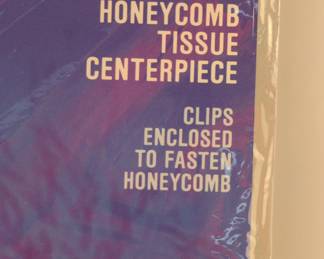 HONEYCOMB
TISSUE
CENTERPIECE
CLIPS
ENCLOSED
TO FASTEN
HONEYCOMB